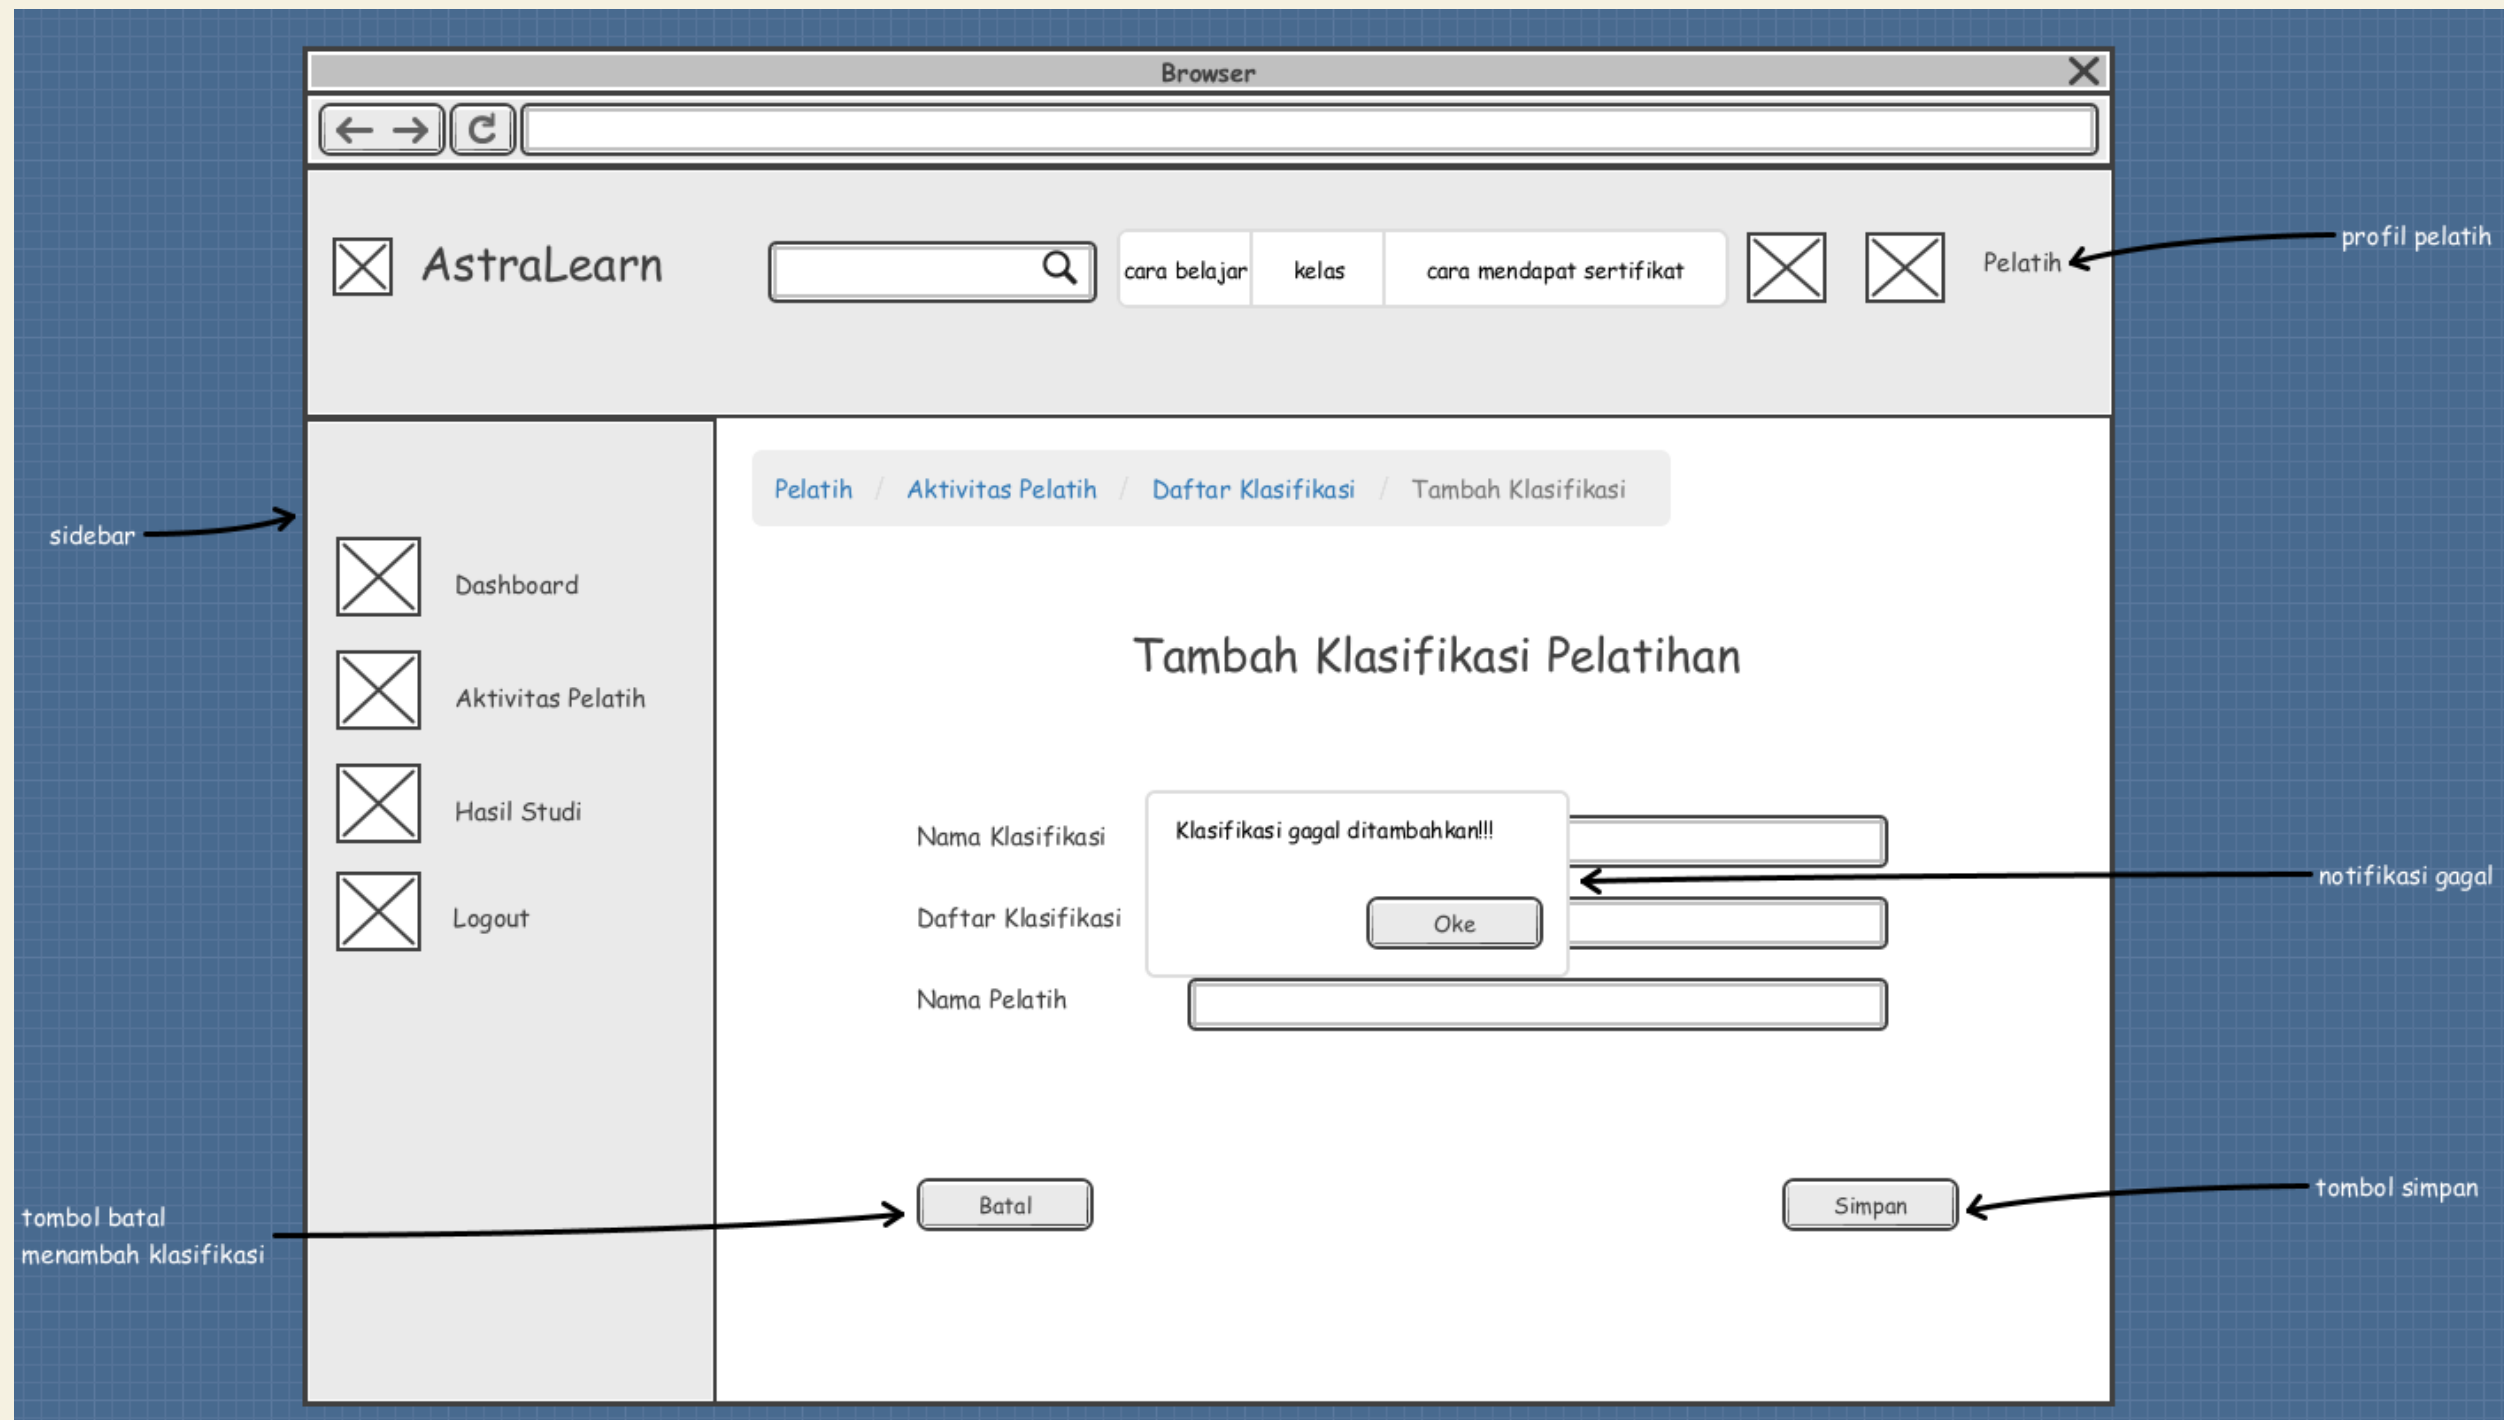 Browser
AstraLearn
cara belajar
kelas
cara mendapat sertifikat
Pelatih
profil pelatih
Pelatih / Aktivitas Pelatih / Daftar Klasifikasi / Tambah Klasifikasi
sidebar
Dashboard
Aktivitas Pelatih
Hasil Studi
Logout
Tambah Klasifikasi Pelatihan
Nama Klasifikasi
Klasifikasi gagal ditambahkan!!!
notifikasi gagal
Daftar Klasifikasi
Oke
Nama Pelatih
tombol batal
menambah klasifikasi
Batal
Simpan
tombol simpan